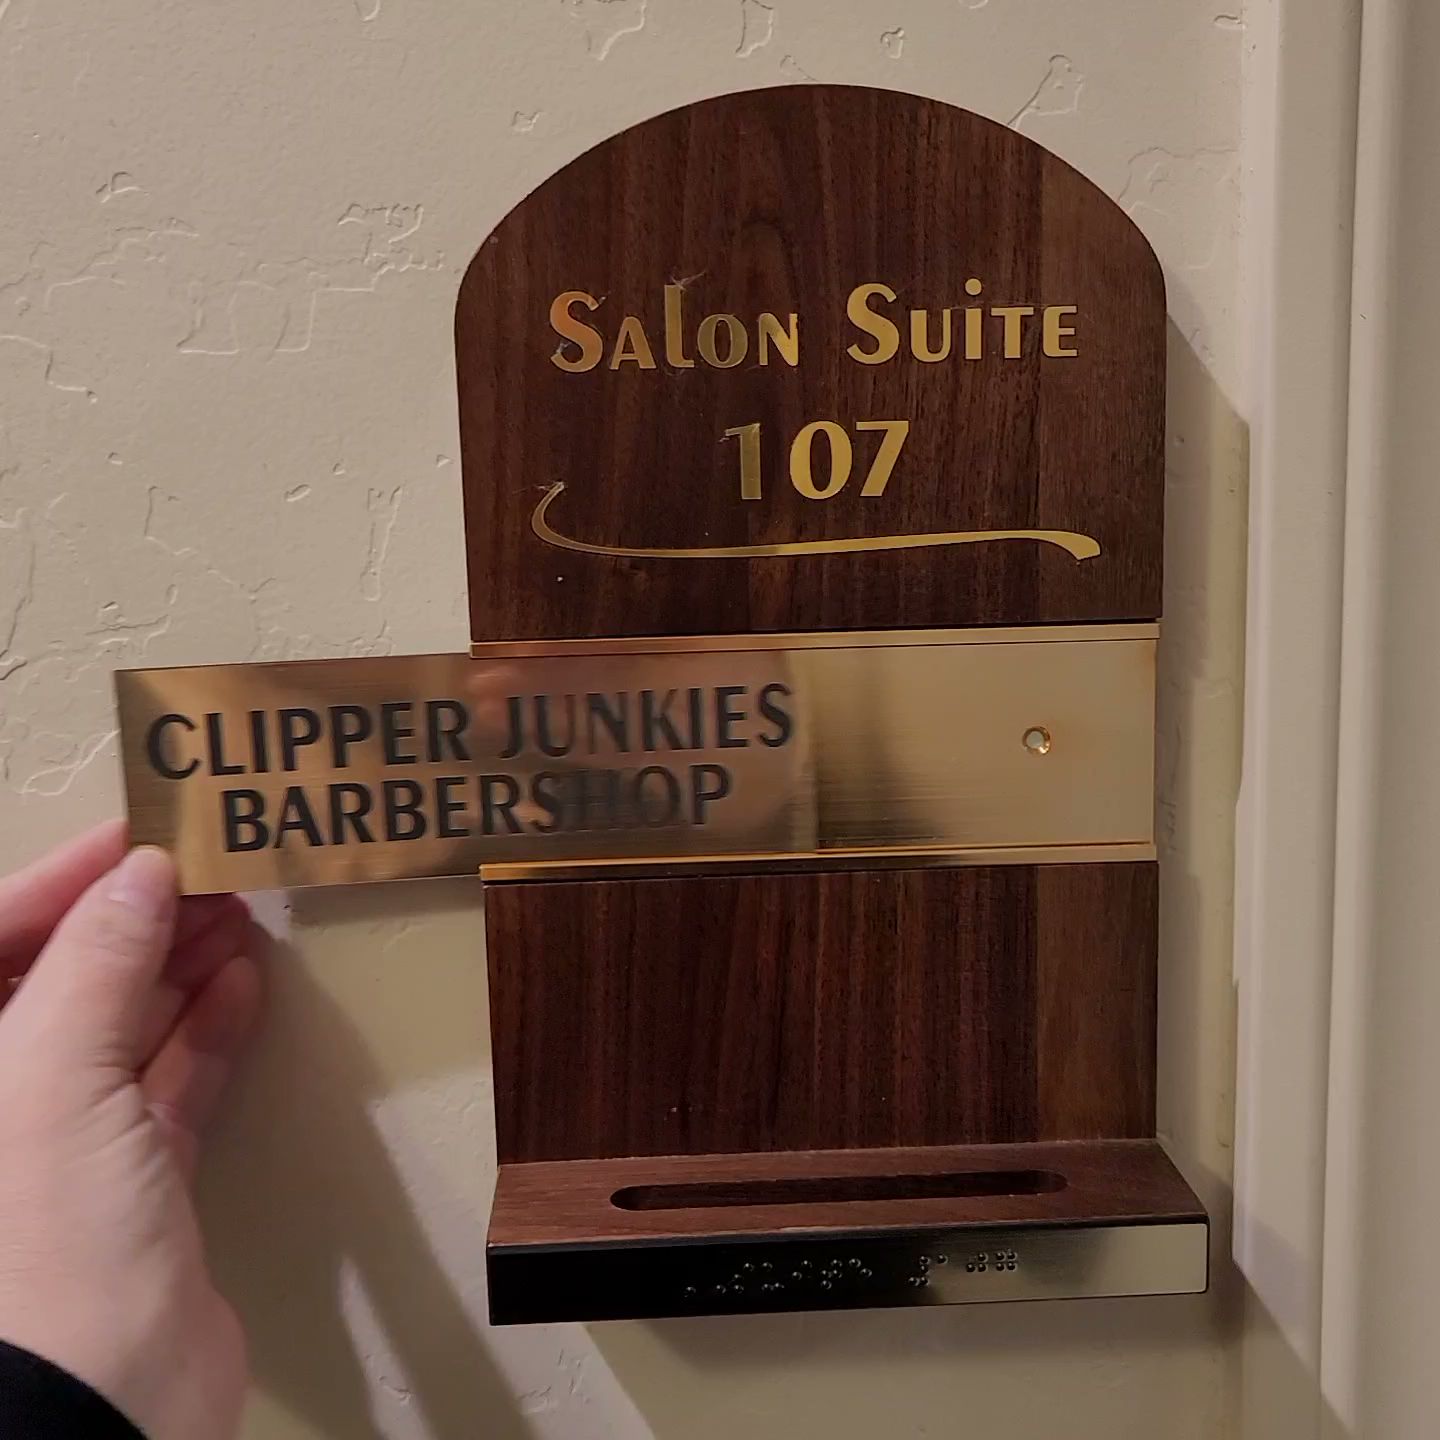 Salon Suite
107
CLIPPER JUNKIES
BARBERSHOP